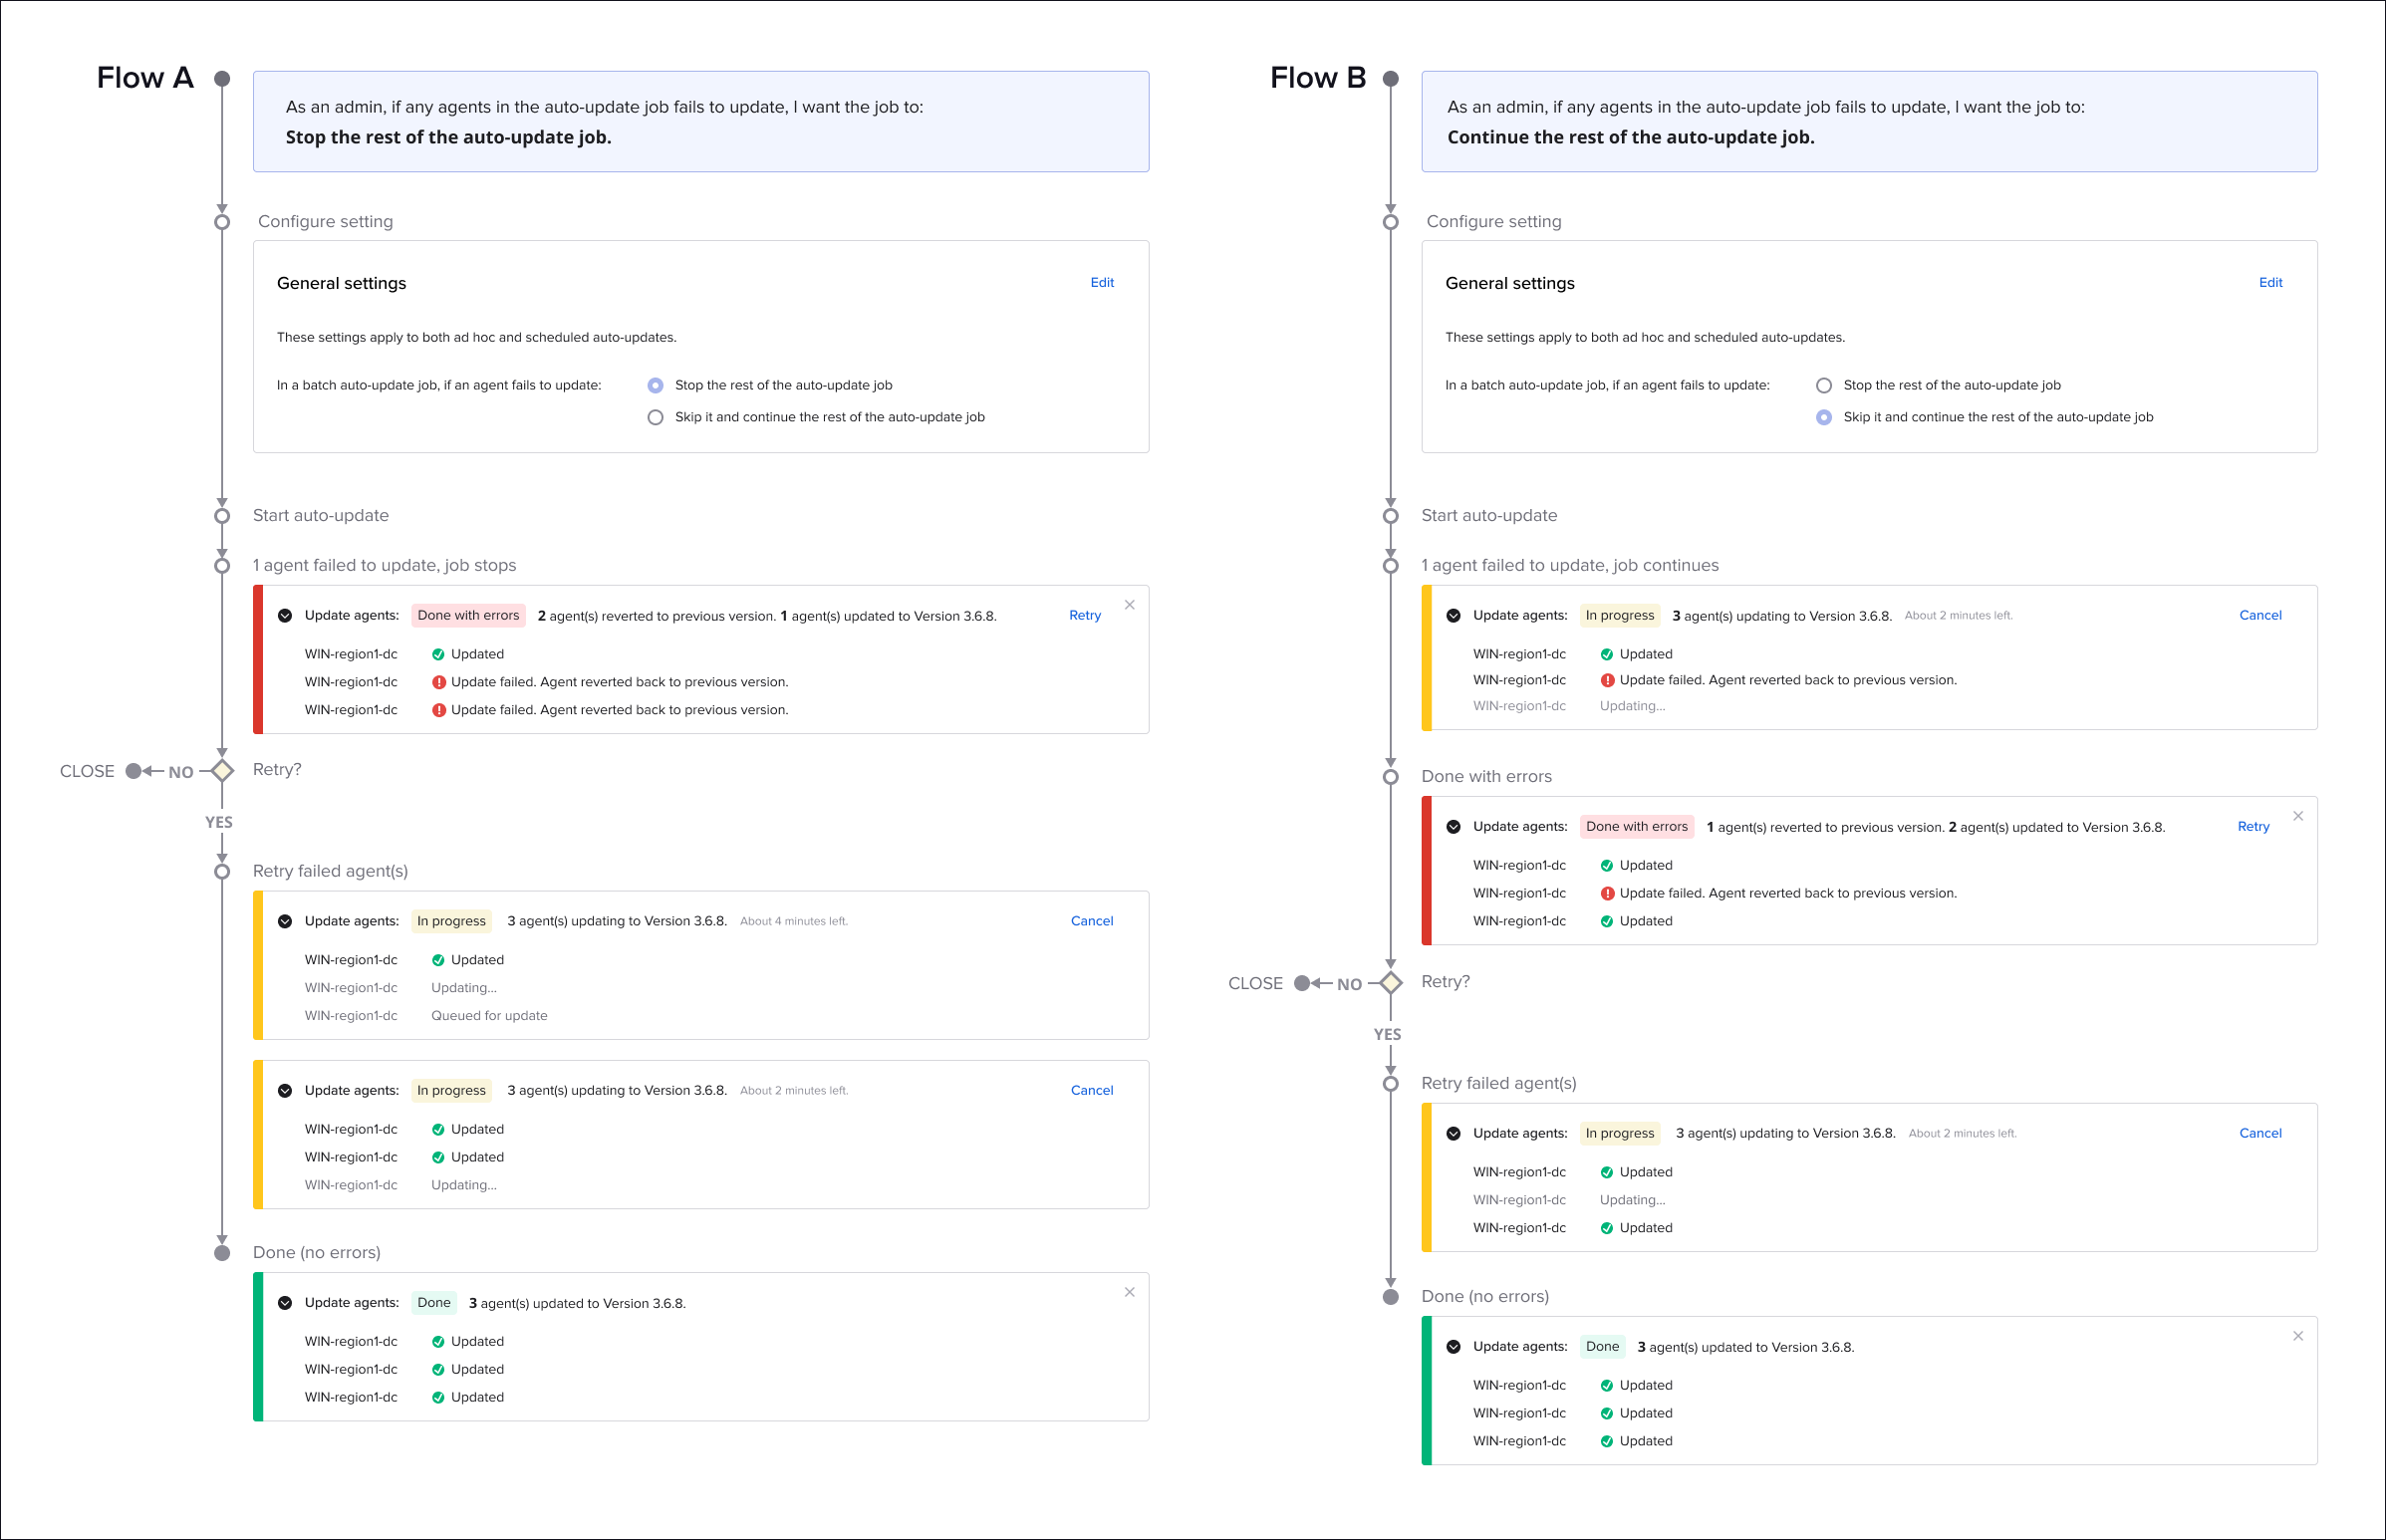 Flow A
As an admin, if any agents in the auto-update job fails to update, I want the job to:
Stop the rest of the auto-update job.
Configure setting
General settings
Edit
These settings apply to both ad hoc and scheduled auto-updates.
In a batch auto-update job, if an agent fails to update:
Stop the rest of the auto-update job
Skip it and continue the rest of the auto-update job
Start auto-update
1 agent failed to update, job stops
Update agents: Done with errors 2 agent(s) reverted to previous version. 1 agent(s) updated to Version 3.6.8. Retry
WIN-region1-dc Updated
WIN-region1-dc Update failed. Agent reverted back to previous version.
WIN-region1-dc Update failed. Agent reverted back to previous version.
CLOSE NO Retry?
YES
Retry failed agent(s)
Update agents: In progress 3 agent(s) updating to Version 3.6.8. About 4 minutes left. Cancel
WIN-region1-dc Updated
WIN-region1-dc Updating...
WIN-region1-dc Queued for update
Update agents: In progress 3 agent(s) updating to Version 3.6.8. About 2 minutes left. Cancel
WIN-region1-dc Updated
WIN-region1-dc Updated
WIN-region1-dc Updating...
Done (no errors)
Update agents: Done 3 agent(s) updated to Version 3.6.8.
WIN-region1-dc Updated
WIN-region1-dc Updated
WIN-region1-dc Updated
Flow B
As an admin, if any agents in the auto-update job fails to update, I want the job to:
Continue the rest of the auto-update job.
Configure setting
General settings
Edit
These settings apply to both ad hoc and scheduled auto-updates.
In a batch auto-update job, if an agent fails to update:
Stop the rest of the auto-update job
Skip it and continue the rest of the auto-update job
Start auto-update
1 agent failed to update, job continues
Update agents: In progress 3 agent(s) updating to Version 3.6.8. About 2 minutes left. Cancel
WIN-region1-dc Updated
WIN-region1-dc Update failed. Agent reverted back to previous version.
WIN-region1-dc Updating...
Done with errors
Update agents: Done with errors 1 agent(s) reverted to previous version. 2 agent(s) updated to Version 3.6.8. Retry
WIN-region1-dc Updated
WIN-region1-dc Update failed. Agent reverted back to previous version.
WIN-region1-dc Updated
CLOSE NO Retry?
YES
Retry failed agent(s)
Update agents: In progress 3 agent(s) updating to Version 3.6.8. About 2 minutes left. Cancel
WIN-region1-dc Updated
WIN-region1-dc Updating...
WIN-region1-dc Updated
Done (no errors)
Update agents: Done 3 agent(s) updated to Version 3.6.8.
WIN-region1-dc Updated
WIN-region1-dc Updated
WIN-region1-dc Updated